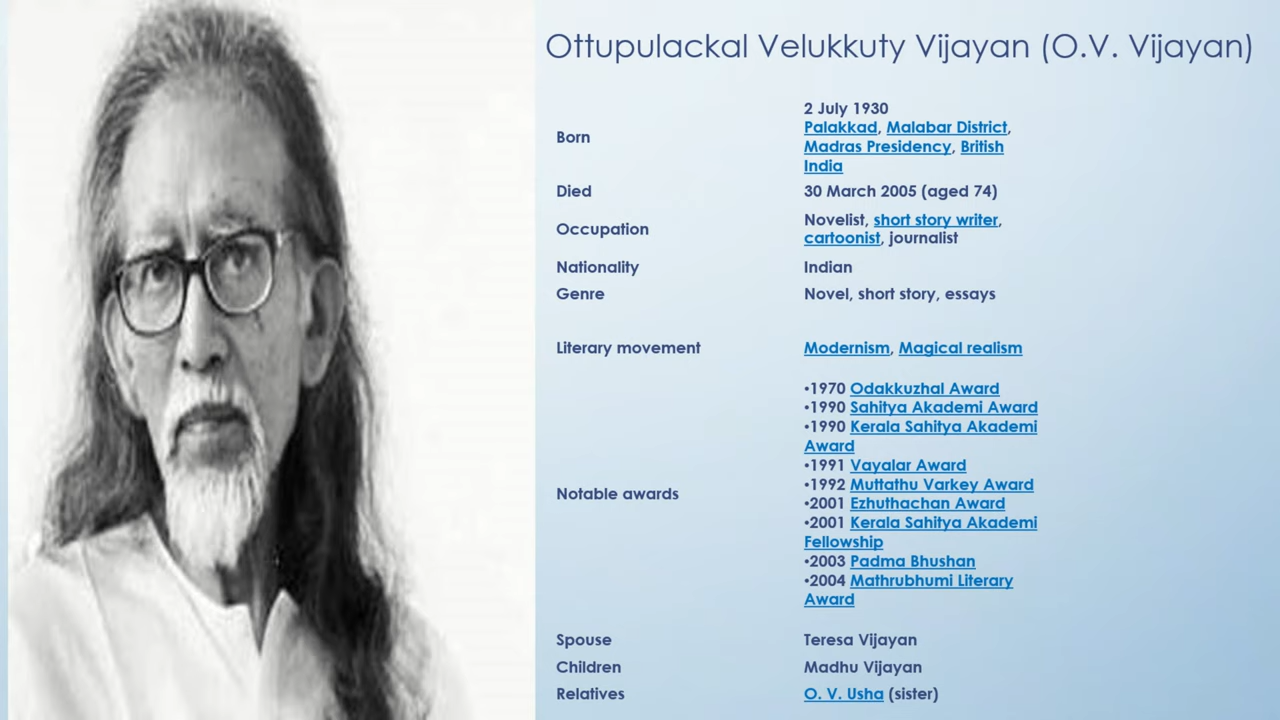 Ottupulackal Velukkuty Vijayan (O.V. Vijayan)
Born
2 July 1930
Palakkad, Malabar District,
Madras Presidency, British
India
Died
30 March 2005 (aged 74)
Occupation
Novelist, short story writer,
cartoonist, journalist
Nationality
Indian
Genre
Novel, short story, essays
Literary movement
Modernism, Magical realism
Notable awards
•1970 Odakkuzhal Award
•1990 Sahitya Akademi Award
•1990 Kerala Sahitya Akademi
Award
•1991 Vayalar Award
•1992 Muttathu Varkey Award
•2001 Ezhuthachan Award
•2001 Kerala Sahitya Akademi
Fellowship
•2003 Padma Bhushan
•2004 Mathrubhumi Literary
Award
Spouse
Teresa Vijayan
Children
Madhu Vijayan
Relatives
O. V. Usha (sister)